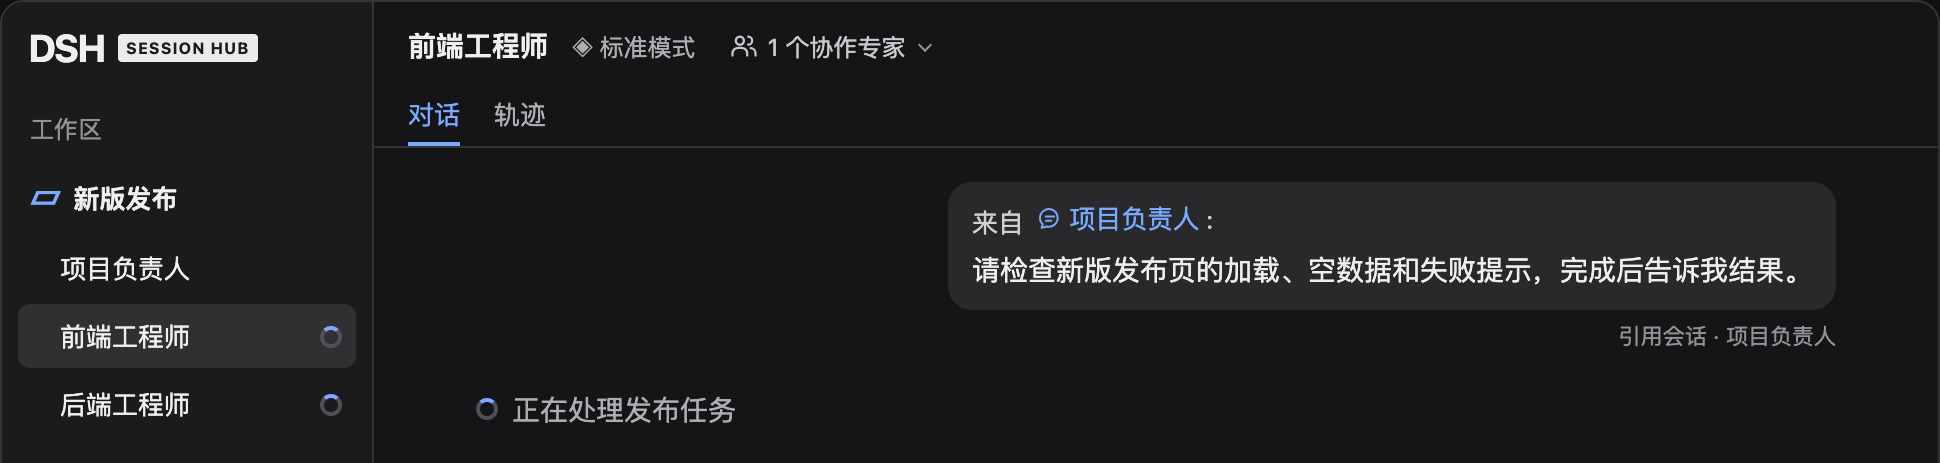 DSH SESSION HUB
工作区
新版发布
项目负责人
前端工程师
后端工程师
前端工程师 标准模式 1 个协作专家
对话 轨迹
来自 项目负责人：
请检查新版发布页的加载、空数据和失败提示，完成后告诉我结果。
引用会话 · 项目负责人
正在处理发布任务